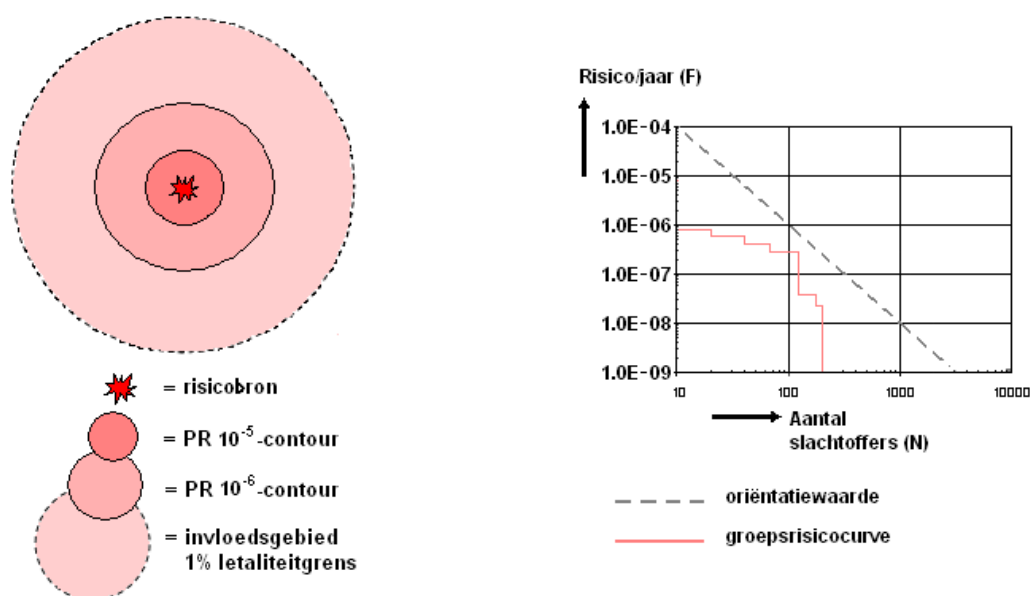 = risicobron
= PR 10⁻⁵-contour
= PR 10⁻⁶-contour
= invloedsgebied
1% letaliteitgrens
Risico/jaar (F)
1.0E-04
1.0E-05
1.0E-06
1.0E-07
1.0E-08
1.0E-09
10 100 1000 10000
Aantal
slachtoffers (N)
oriëntatiewaarde
groepsrisicocurve